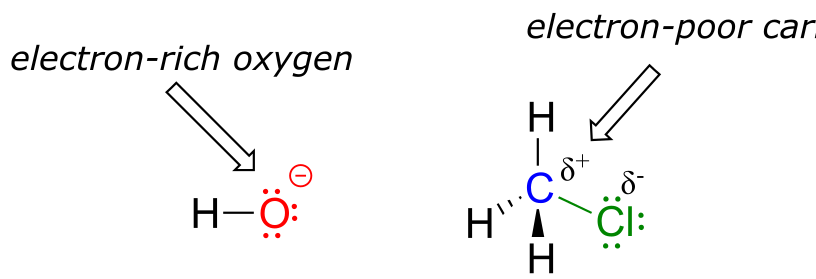 electron-poor car
electron-rich oxygen
H
δ+
δ-
H–O:⊖
C
H
Cl:
H